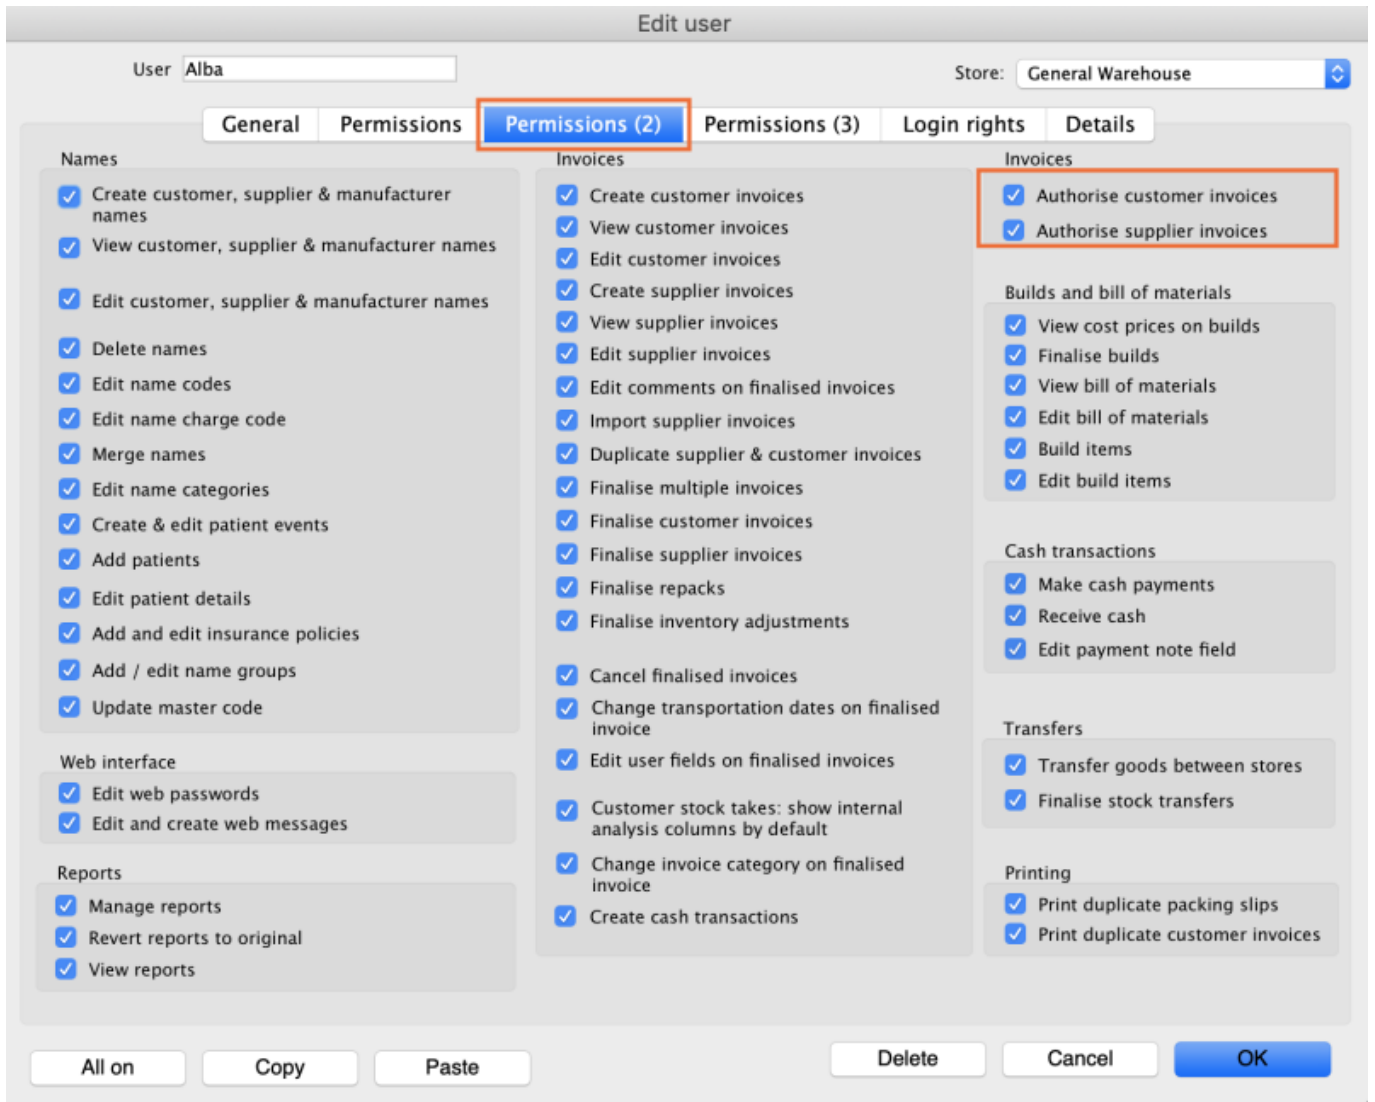 Edit user
User Alba
Store: General Warehouse
General Permissions Permissions (2) Permissions (3) Login rights Details
Names
Create customer, supplier & manufacturer
names
View customer, supplier & manufacturer names
Edit customer, supplier & manufacturer names
Delete names
Edit name codes
Edit name charge code
Merge names
Edit name categories
Create & edit patient events
Add patients
Edit patient details
Add and edit insurance policies
Add / edit name groups
Update master code
Web interface
Edit web passwords
Edit and create web messages
Reports
Manage reports
Revert reports to original
View reports
Invoices
Create customer invoices
View customer invoices
Edit customer invoices
Create supplier invoices
View supplier invoices
Edit supplier invoices
Edit comments on finalised invoices
Import supplier invoices
Duplicate supplier & customer invoices
Finalise multiple invoices
Finalise customer invoices
Finalise supplier invoices
Finalise repacks
Finalise inventory adjustments
Cancel finalised invoices
Change transportation dates on finalised
invoice
Edit user fields on finalised invoices
Customer stock takes: show internal
analysis columns by default
Change invoice category on finalised
invoice
Create cash transactions
Invoices
Authorise customer invoices
Authorise supplier invoices
Builds and bill of materials
View cost prices on builds
Finalise builds
View bill of materials
Edit bill of materials
Build items
Edit build items
Cash transactions
Make cash payments
Receive cash
Edit payment note field
Transfers
Transfer goods between stores
Finalise stock transfers
Printing
Print duplicate packing slips
Print duplicate customer invoices
All on Copy Paste Delete Cancel OK